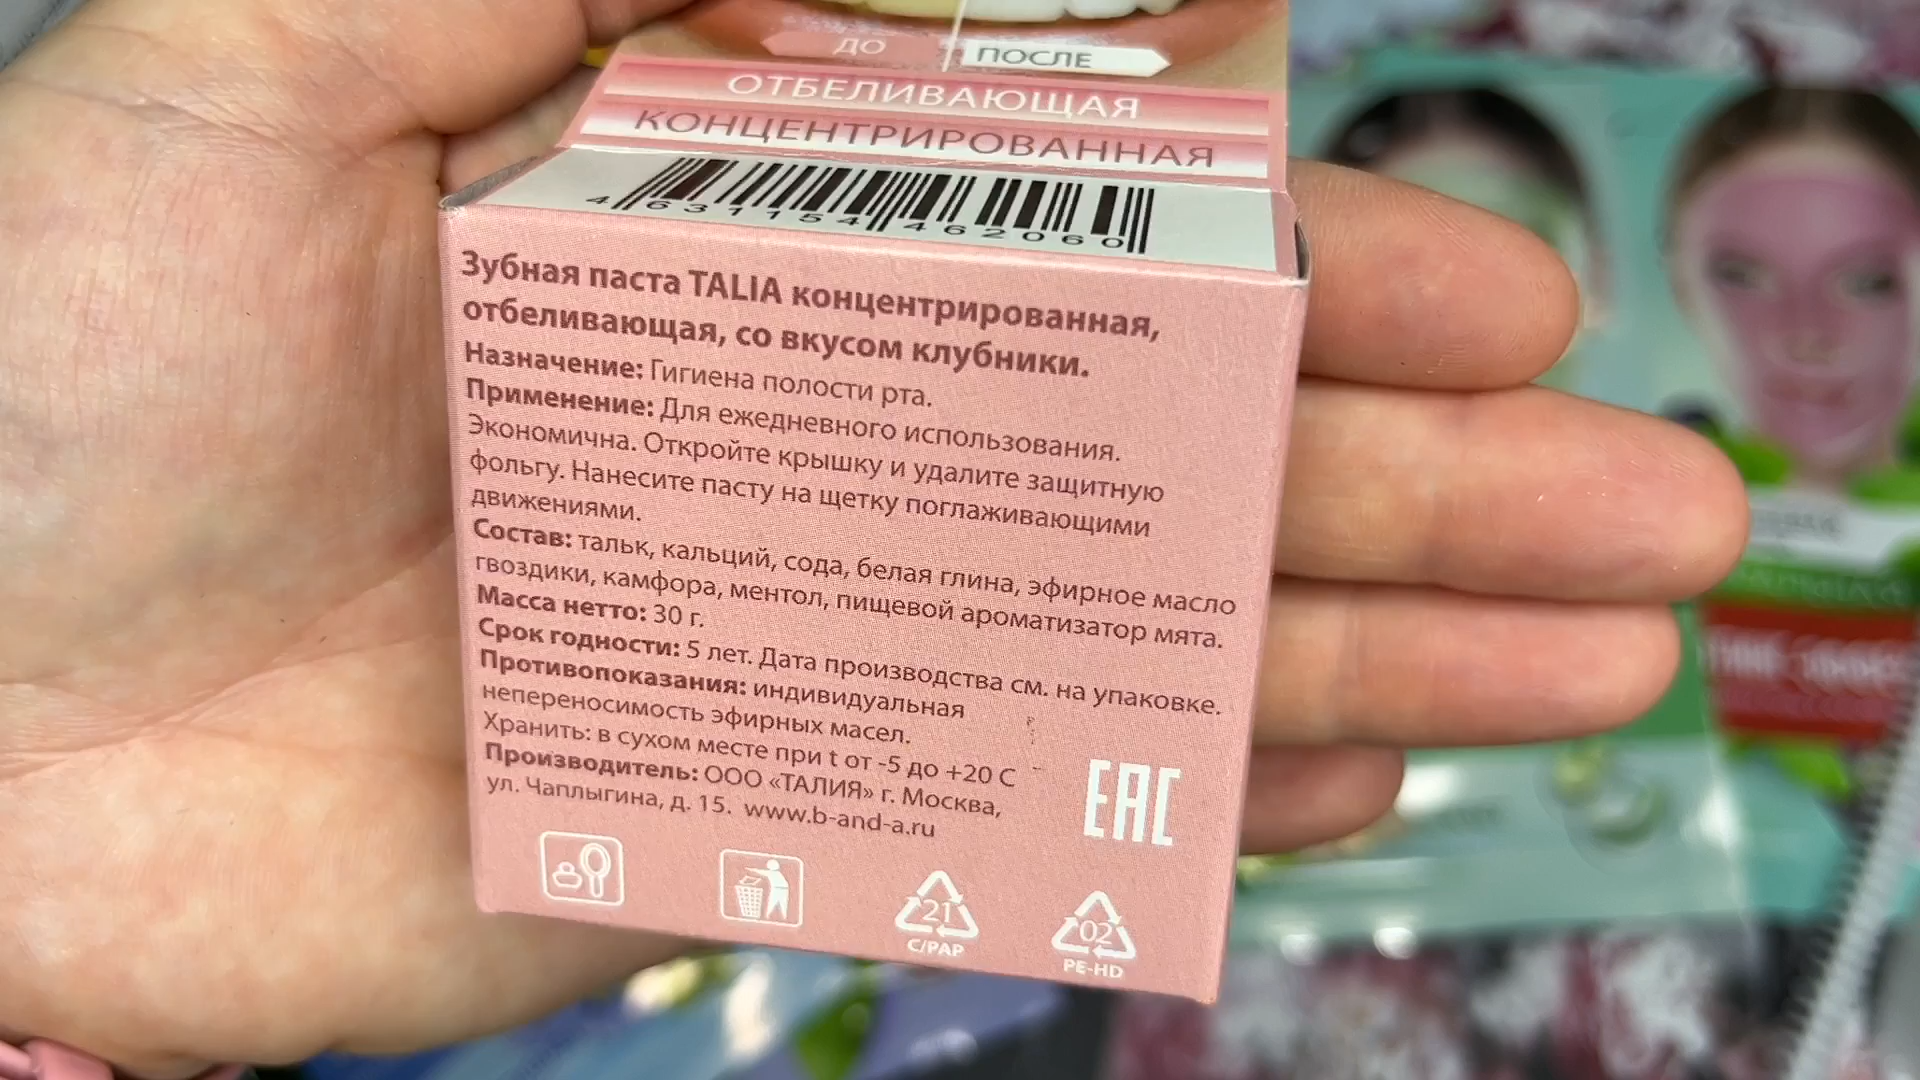 ДО
ПОСЛЕ
ОТБЕЛИВАЮЩАЯ
КОНЦЕНТРИРОВАННАЯ
4 631154 462060
Зубная паста TALIA концентрированная,
отбеливающая, со вкусом клубники.
Назначение: Гигиена полости рта.
Применение: Для ежедневного использования.
Экономична. Откройте крышку и удалите защитную
фольгу. Нанесите пасту на щетку поглаживающими
движениями.
Состав: тальк, кальций, сода, белая глина, эфирное масло
гвоздики, камфора, ментол, пищевой ароматизатор мята.
Масса нетто: 30 г.
Срок годности: 5 лет. Дата производства см. на упаковке.
Противопоказания: индивидуальная
непереносимость эфирных масел.
Хранить: в сухом месте при t от -5 до +20 С
Производитель: ООО «ТАЛИЯ» г. Москва,
ул. Чаплыгина, д. 15. www.b-and-a.ru
EAC
21
C/PAP
02
PE-HD